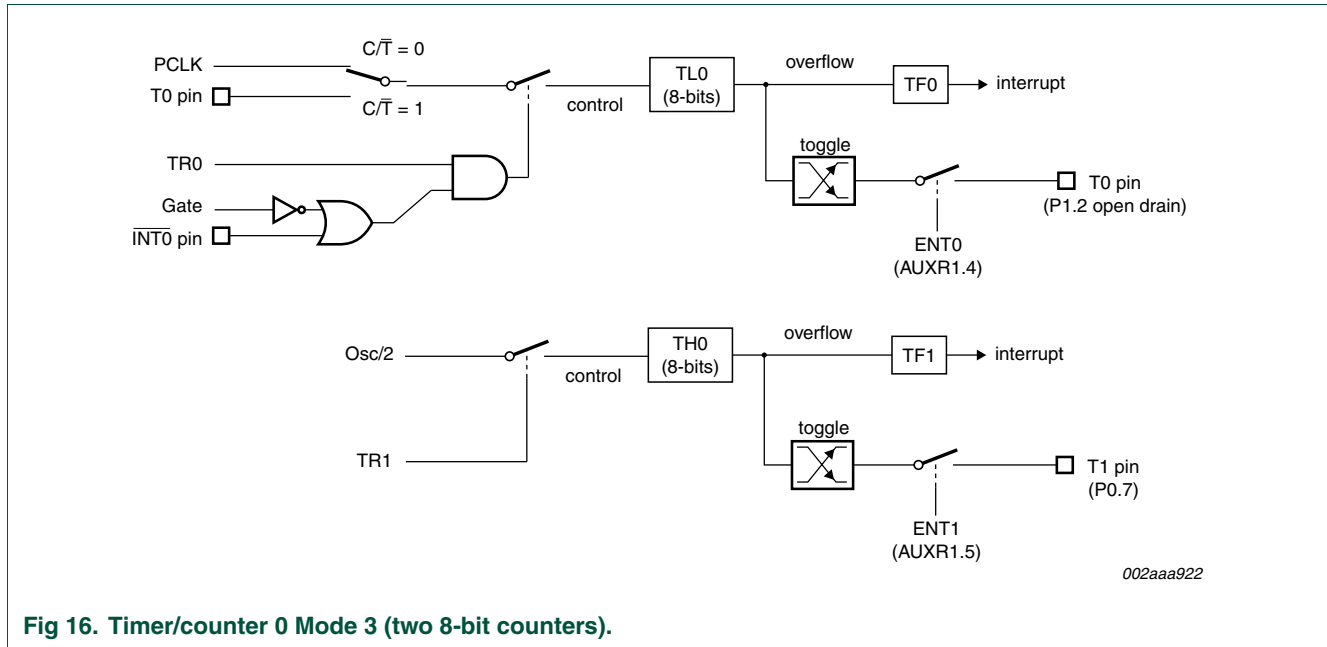 C/T̅ = 0
PCLK
T0 pin
C/T̅ = 1
control
TL0
(8-bits)
overflow
TF0
interrupt
TR0
Gate
I̅N̅T̅0̅ pin
toggle
T0 pin
(P1.2 open drain)
ENT0
(AUXR1.4)
Osc/2
control
TH0
(8-bits)
overflow
TF1
interrupt
TR1
toggle
T1 pin
(P0.7)
ENT1
(AUXR1.5)
002aaa922
Fig 16. Timer/counter 0 Mode 3 (two 8-bit counters).